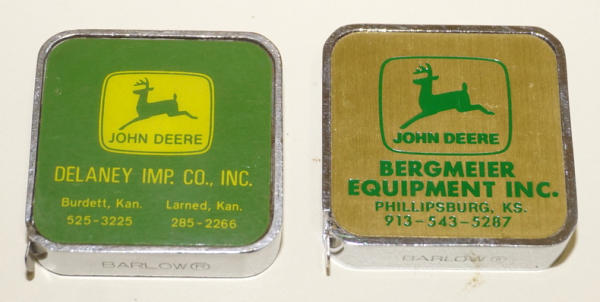 JOHN DEERE
DELANEY IMP. CO., INC.
Burdett, Kan. Larned, Kan.
525-3225 285-2266
BARLOW®
JOHN DEERE
BERGMEIER
EQUIPMENT INC.
PHILLIPSBURG, KS.
913-543-5287
BARLOW®